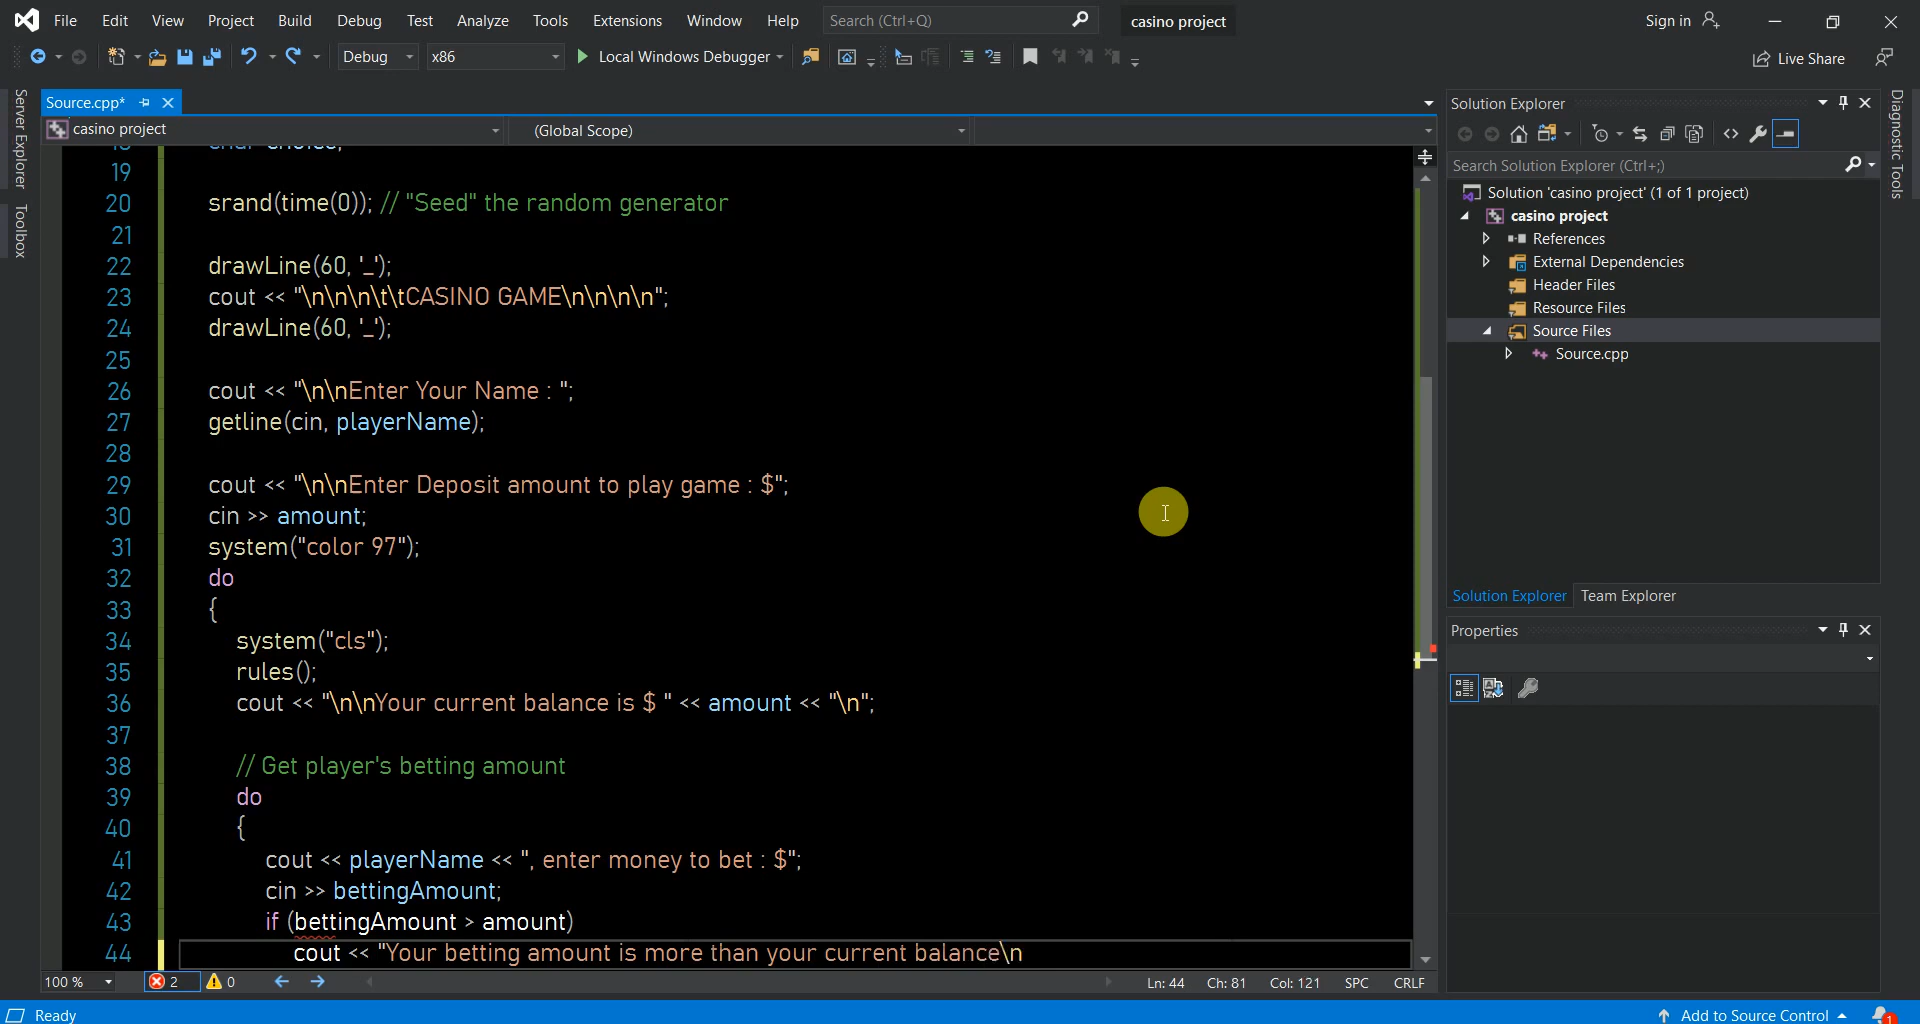 File Edit View Project Build Debug Test Analyze Tools Extensions Window Help Search (Ctrl+Q) casino project Sign in
Debug x86 Local Windows Debugger Live Share
Server Explorer
Toolbox
Source.cpp*
casino project (Global Scope)
19
20 srand(time(0)); // "Seed" the random generator
21
22 drawLine(60, '_');
23 cout << "\n\n\n\t\tCASINO GAME\n\n\n\n";
24 drawLine(60, '_');
25
26 cout << "\n\nEnter Your Name : ";
27 getline(cin, playerName);
28
29 cout << "\n\nEnter Deposit amount to play game : $";
30 cin >> amount;
31 system("color 97");
32 do
33 {
34 system("cls");
35 rules();
36 cout << "\n\nYour current balance is $ " << amount << "\n";
37
38 // Get player's betting amount
39 do
40 {
41 cout << playerName << ", enter money to bet : $";
42 cin >> bettingAmount;
43 if (bettingAmount > amount)
44 cout << "Your betting amount is more than your current balance\n
100 % 2 0 Ln: 44 Ch: 81 Col: 121 SPC CRLF
Solution Explorer
Search Solution Explorer (Ctrl+;)
Solution 'casino project' (1 of 1 project)
casino project
References
External Dependencies
Header Files
Resource Files
Source Files
Source.cpp
Solution Explorer Team Explorer
Properties
Diagnostic Tools
Ready Add to Source Control 1